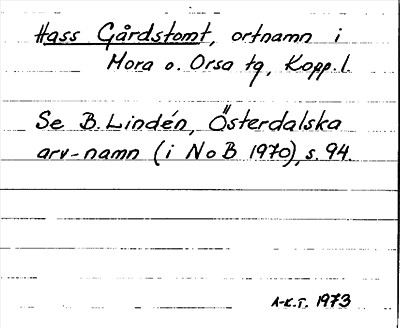 Hass Gårdstomt, ortnamn i
Mora o. Orsa tg, Kopp.l.
Se B. Lindén, Österdalska
arv-namn (i NoB 1970), s. 94.
A-K.T. 1973